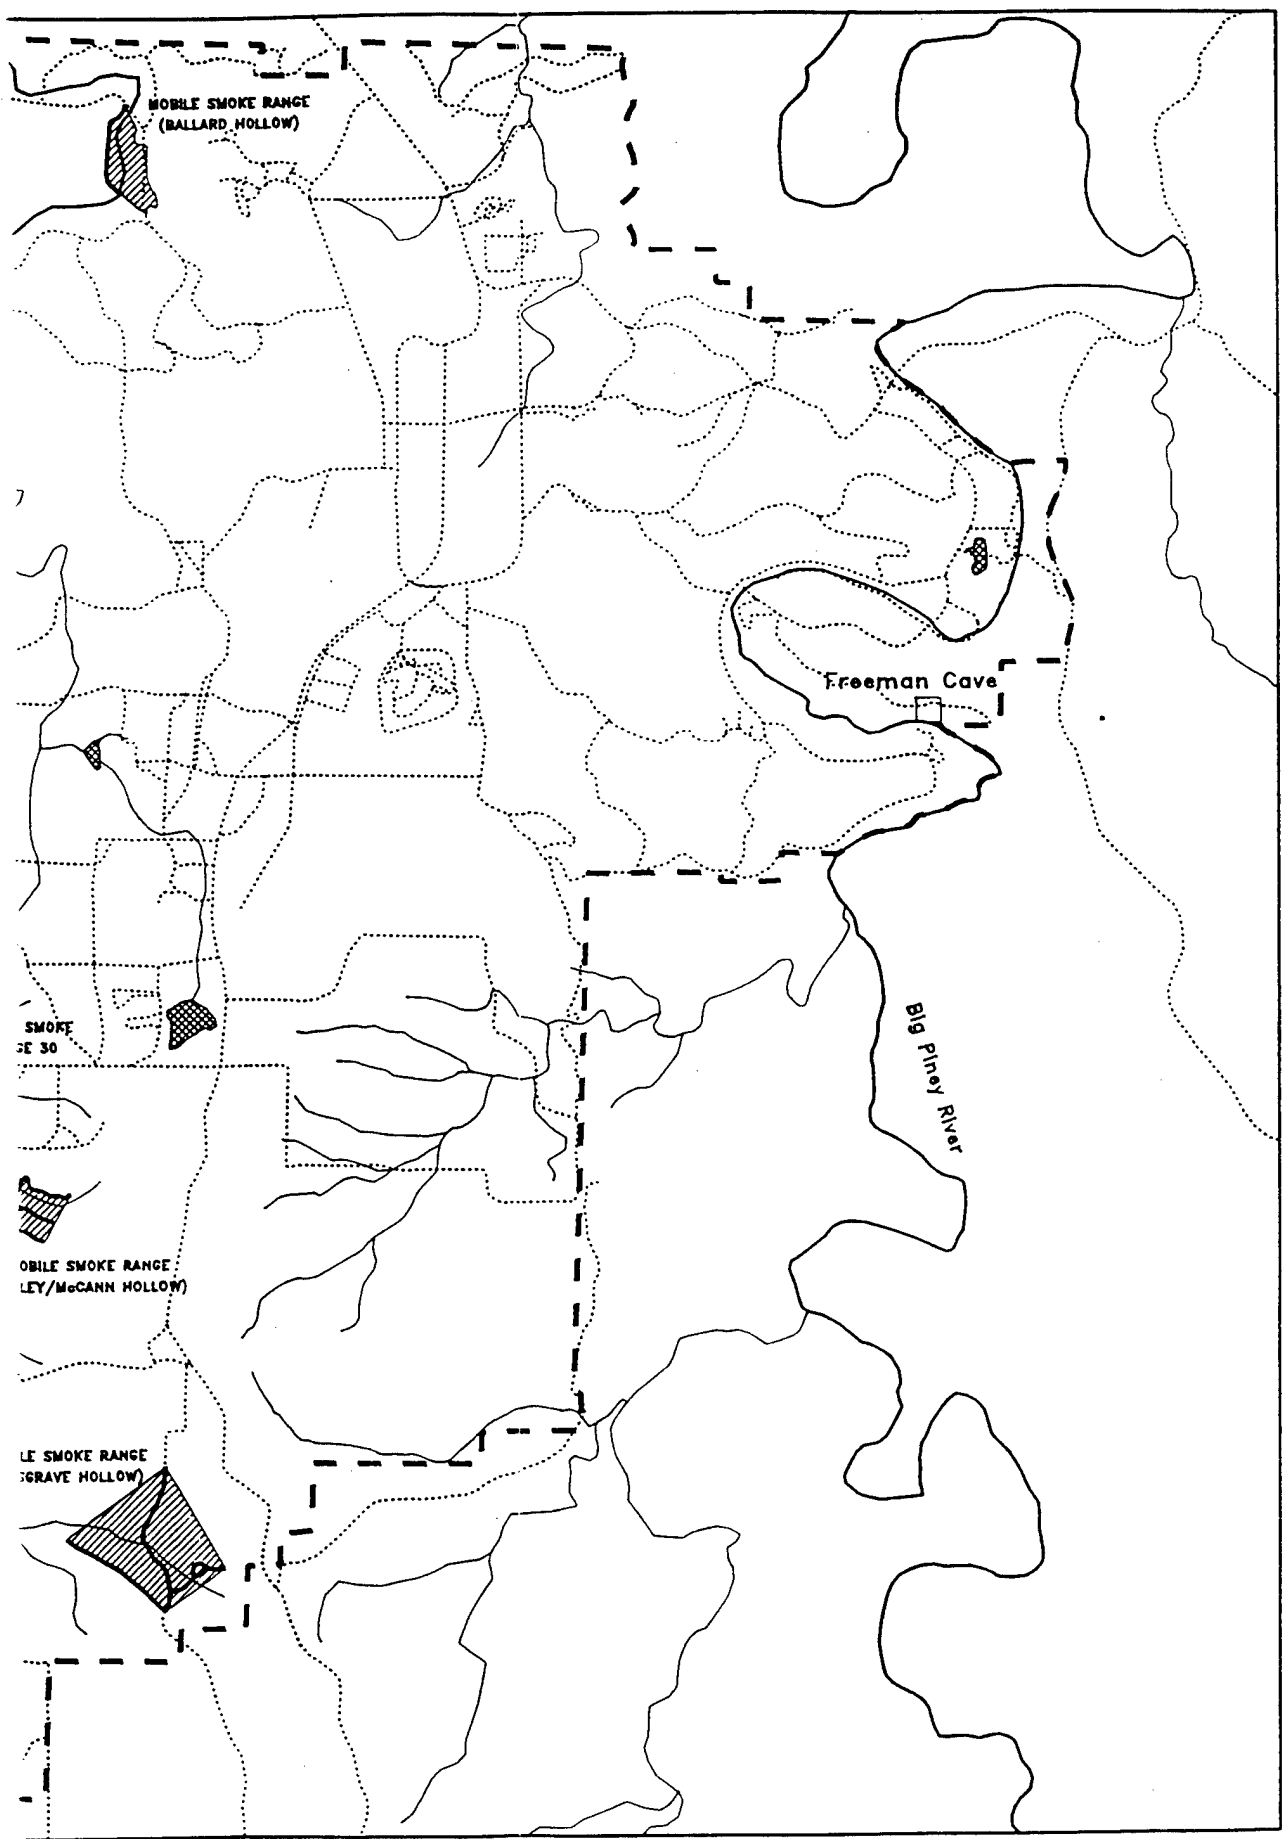 MOBILE SMOKE RANGE
(BALLARD HOLLOW)
Freeman Cave
Big Piney River
SMOKE
GE 30
OBILE SMOKE RANGE
LEY/McCANN HOLLOW)
LE SMOKE RANGE
SGRAVE HOLLOW)